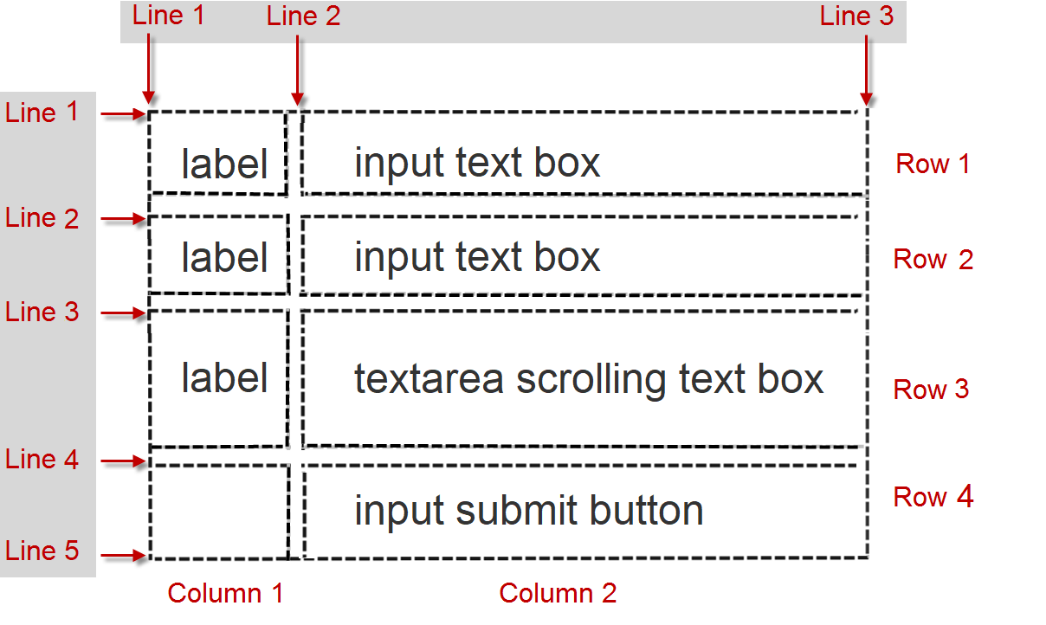 Line 1 Line 2 Line 3
Line 1
label input text box Row 1
Line 2
label input text box Row 2
Line 3
label textarea scrolling text box Row 3
Line 4
input submit button Row 4
Line 5
Column 1 Column 2